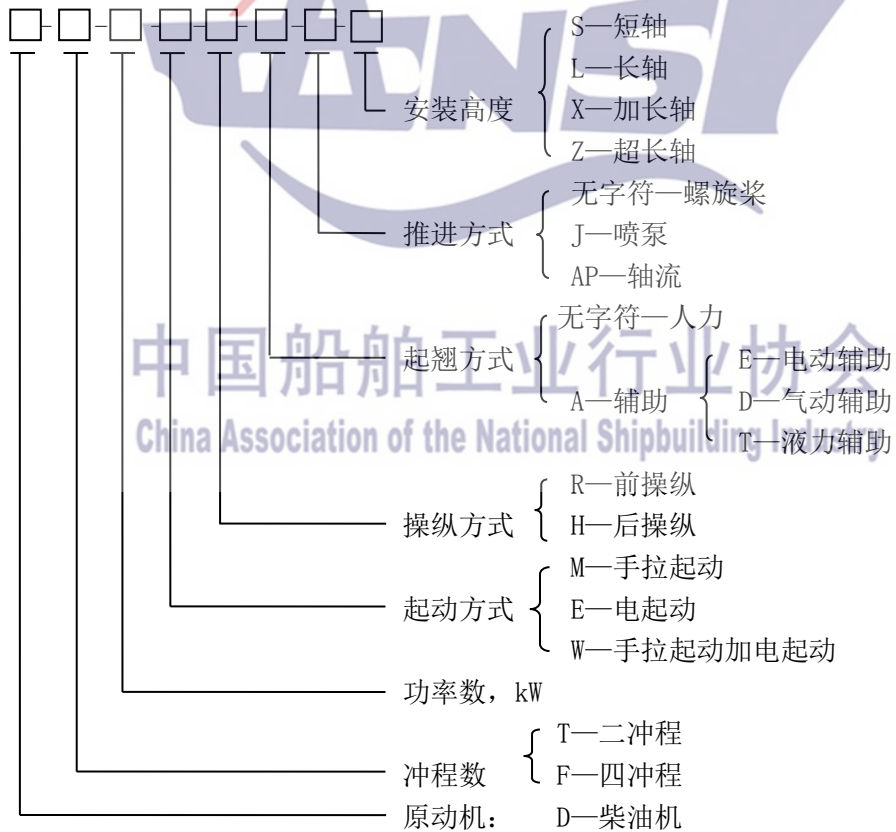 S—短轴
L—长轴
安装高度
X—加长轴
Z—超长轴
无字符—螺旋桨
推进方式
J—喷泵
AP—轴流
无字符—人力
起翘方式
E—电动辅助
A—辅助
D—气动辅助
T—液力辅助
中国船舶工业行业协会
China Association of the National Shipbuilding Industry
R—前操纵
操纵方式
H—后操纵
M—手拉起动
起动方式
E—电起动
W—手拉起动加电起动
功率数，kW
T—二冲程
冲程数
F—四冲程
原动机： D—柴油机